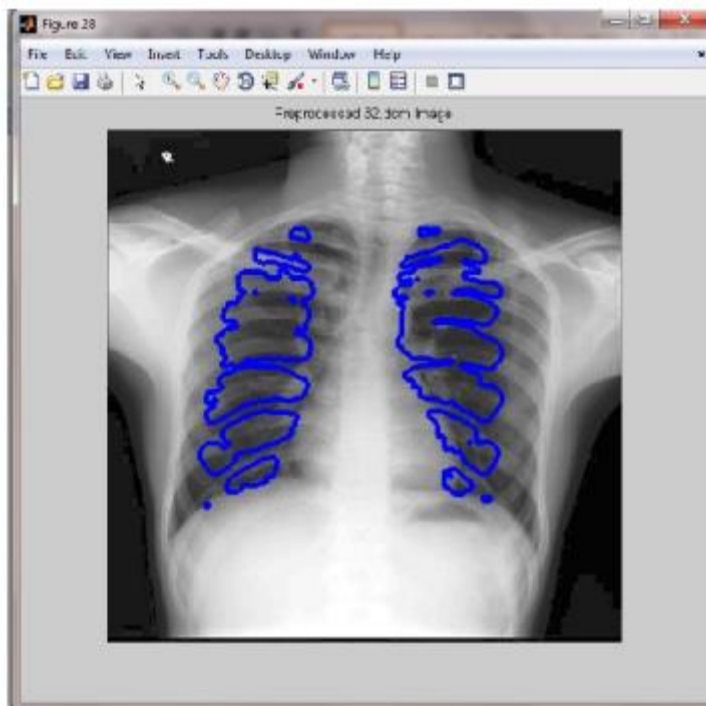 Figure 28
File Edit View Insert Tools Desktop Window Help
Preprocessed 32.dcm Image